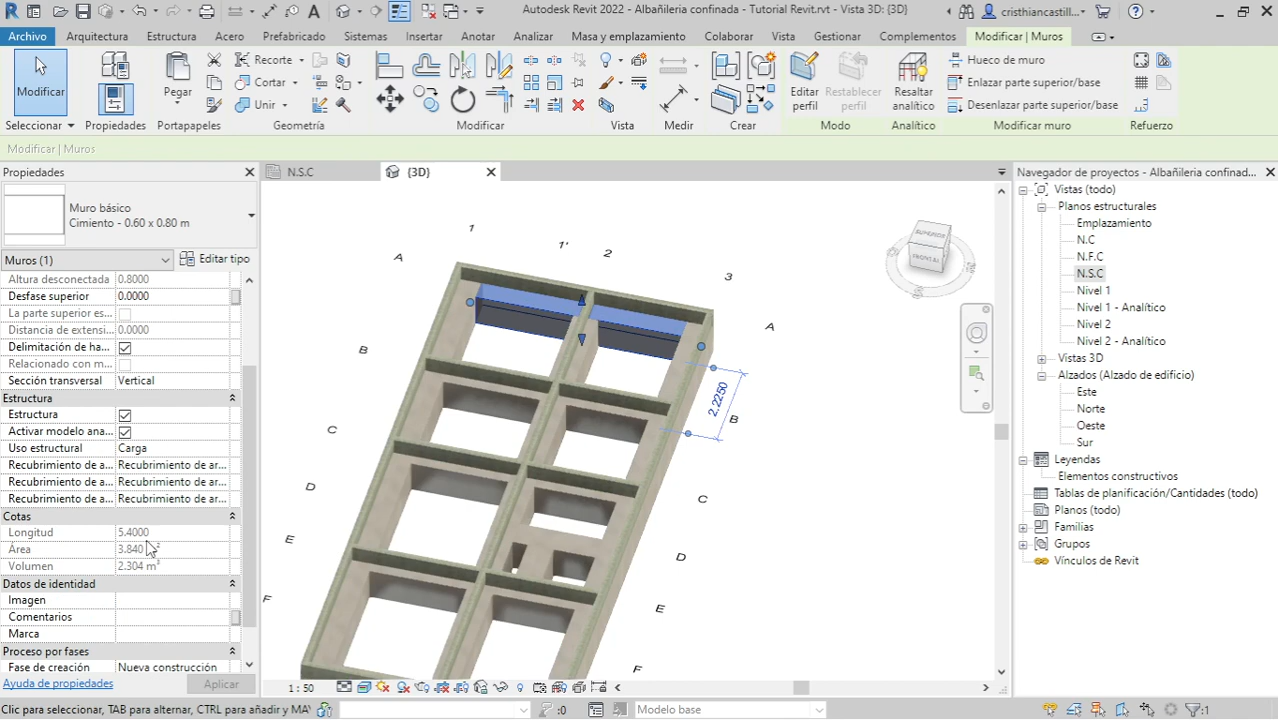 Autodesk Revit 2022 - Albañileria confinada - Tutorial Revit.rvt - Vista 3D: {3D}
cristhiancastill...
Archivo Arquitectura Estructura Acero Prefabricado Sistemas Insertar Anotar Analizar Masa y emplazamiento Colaborar Vista Gestionar Complementos Modificar | Muros
Modificar
Pegar
Recorte
Cortar
Unir
Editar perfil
Restablecer perfil
Resaltar analítico
Hueco de muro
Enlazar parte superior/base
Desenlazar parte superior/base
Seleccionar Propiedades Portapapeles Geometría Modificar Vista Medir Crear Modo Analítico Modificar muro Refuerzo
Modificar | Muros
Propiedades
N.S.C
{3D}
Navegador de proyectos - Albañileria confinada...
Muro básico
Cimiento - 0.60 x 0.80 m
Muros (1)
Editar tipo
Altura desconectada 0.8000
Desfase superior 0.0000
La parte superior es...
Distancia de extensi... 0.0000
Delimitación de ha...
Relacionado con m...
Sección transversal Vertical
Estructura
Estructura
Activar modelo ana...
Uso estructural Carga
Recubrimiento de a... Recubrimiento de ar...
Recubrimiento de a... Recubrimiento de ar...
Recubrimiento de a... Recubrimiento de ar...
Cotas
Longitud 5.4000
Área 3.840
Volumen 2.304 m³
Datos de identidad
Imagen
Comentarios
Marca
Proceso por fases
Fase de creación Nueva construcción
Ayuda de propiedades
Aplicar
1
1'
2
3
A
A
B
B
C
C
D
D
E
E
F
F
2.2250
SUPERIOR
1 : 50
Vistas (todo)
Planos estructurales
Emplazamiento
N.C
N.F.C
N.S.C
Nivel 1
Nivel 1 - Analítico
Nivel 2
Nivel 2 - Analítico
Vistas 3D
Alzados (Alzado de edificio)
Este
Norte
Oeste
Sur
Leyendas
Elementos constructivos
Tablas de planificación/Cantidades (todo)
Planos (todo)
Familias
Grupos
Vínculos de Revit
Clic para seleccionar, TAB para alternar, CTRL para añadir y MA
:0
Modelo base
:1